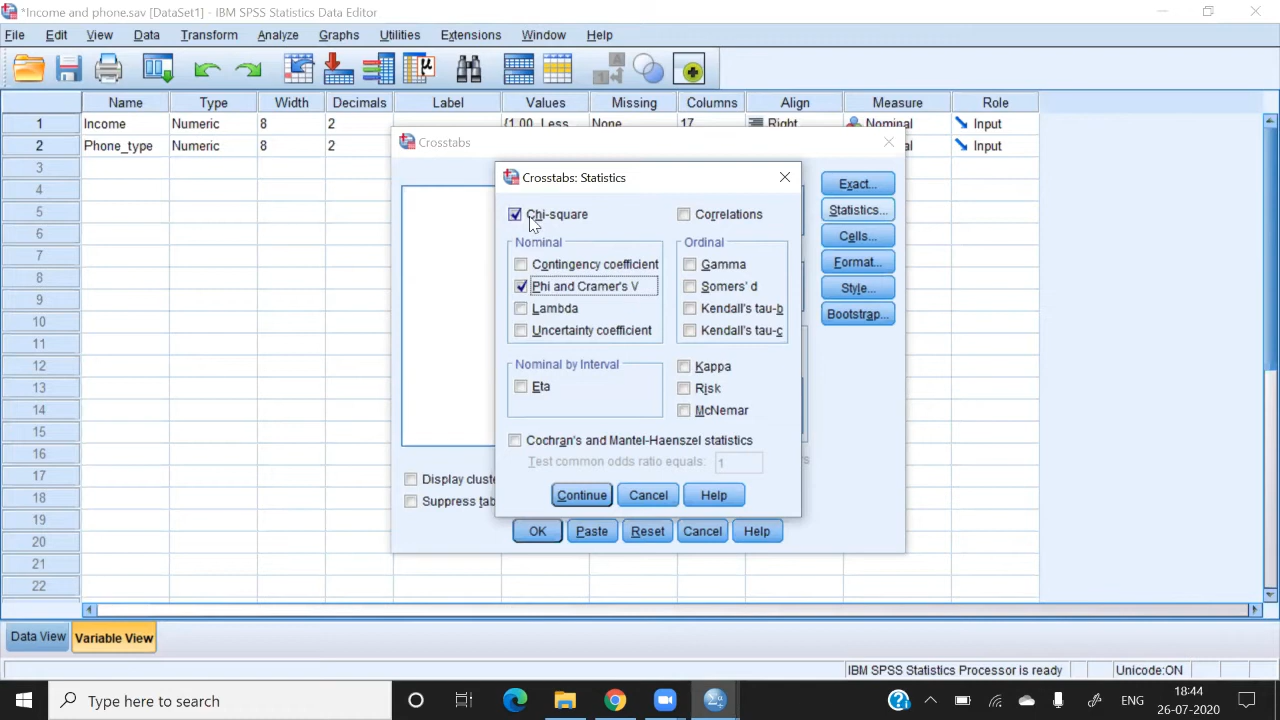 *Income and phone.sav [DataSet1] - IBM SPSS Statistics Data Editor
File Edit View Data Transform Analyze Graphs Utilities Extensions Window Help
Name Type Width Decimals Label Values Missing Columns Align Measure Role
1 Income Numeric 8 2 {1.00, Less None 17 Right Nominal Input
2 Phone_type Numeric 8 2 Input
3
4
5
6
7
8
9
10
11
12
13
14
15
16
17
18
19
20
21
22
Crosstabs
Exact...
Statistics...
Cells...
Format...
Style...
Bootstrap...
Display cluste
Suppress tab
OK Paste Reset Cancel Help
Crosstabs: Statistics
Chi-square Correlations
Nominal Ordinal
Contingency coefficient Gamma
Phi and Cramer's V Somers' d
Lambda Kendall's tau-b
Uncertainty coefficient Kendall's tau-c
Nominal by Interval Kappa
Eta Risk
McNemar
Cochran's and Mantel-Haenszel statistics
Test common odds ratio equals: 1
Continue Cancel Help
Data View Variable View
IBM SPSS Statistics Processor is ready Unicode:ON
Type here to search
ENG 18:44
26-07-2020